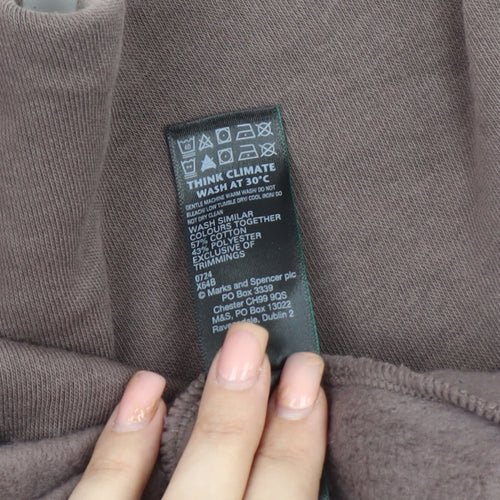 THINK CLIMATE
WASH AT 30°C
GENTLE MACHINE WARM WASH/ DO NOT
BLEACH/ LOW TUMBLE DRY/ COOL IRON/ DO
NOT DRY CLEAN
WASH SIMILAR
COLOURS TOGETHER
57% COTTON
43% POLYESTER
EXCLUSIVE OF
TRIMMINGS
0724
X64B
© Marks and Spencer plc
PO Box 3339
Chester CH99 9QS
M&S, PO Box 13022
Dublin 2